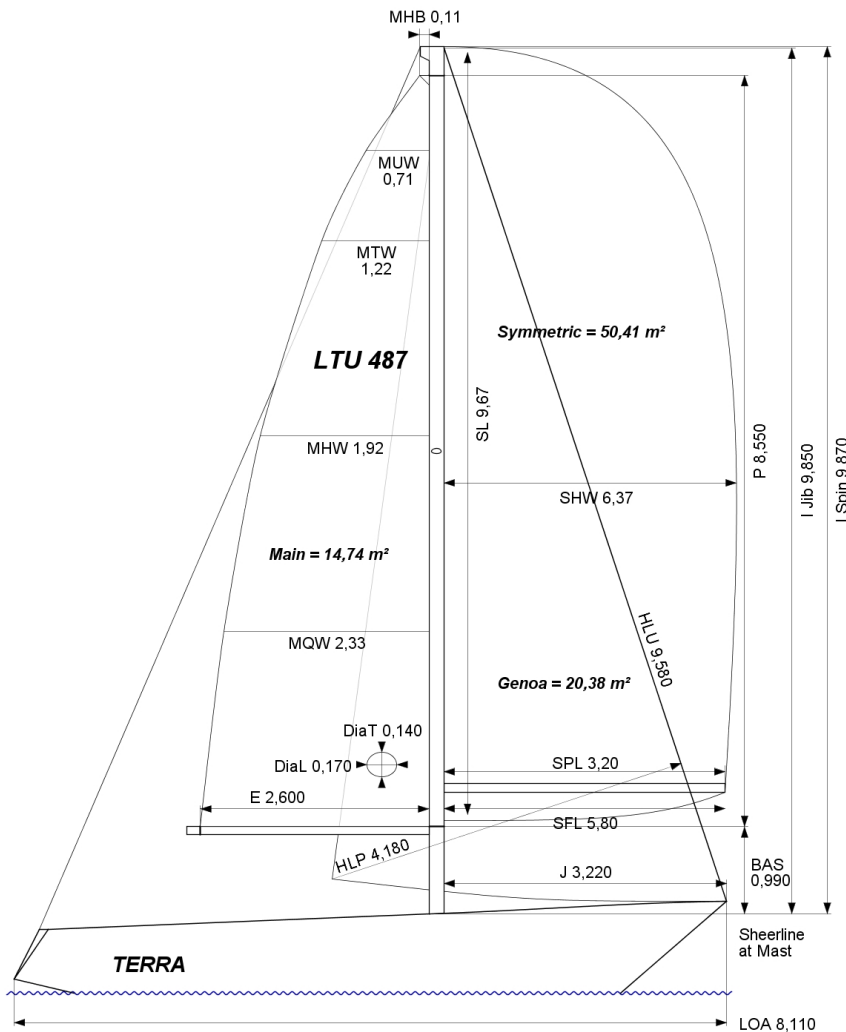 MHB 0,11
MUW
0,71
MTW
1,22
Symmetric = 50,41 m²
LTU 487
SL 9,67
P 8,550
I Jib 9,850
I Spin 9,870
MHW 1,92
0
SHW 6,37
Main = 14,74 m²
HLU 9,580
MQW 2,33
Genoa = 20,38 m²
DiaT 0,140
DiaL 0,170
SPL 3,20
E 2,600
SFL 5,80
HLP 4,180
J 3,220
BAS
0,990
Sheerline
at Mast
TERRA
LOA 8,110